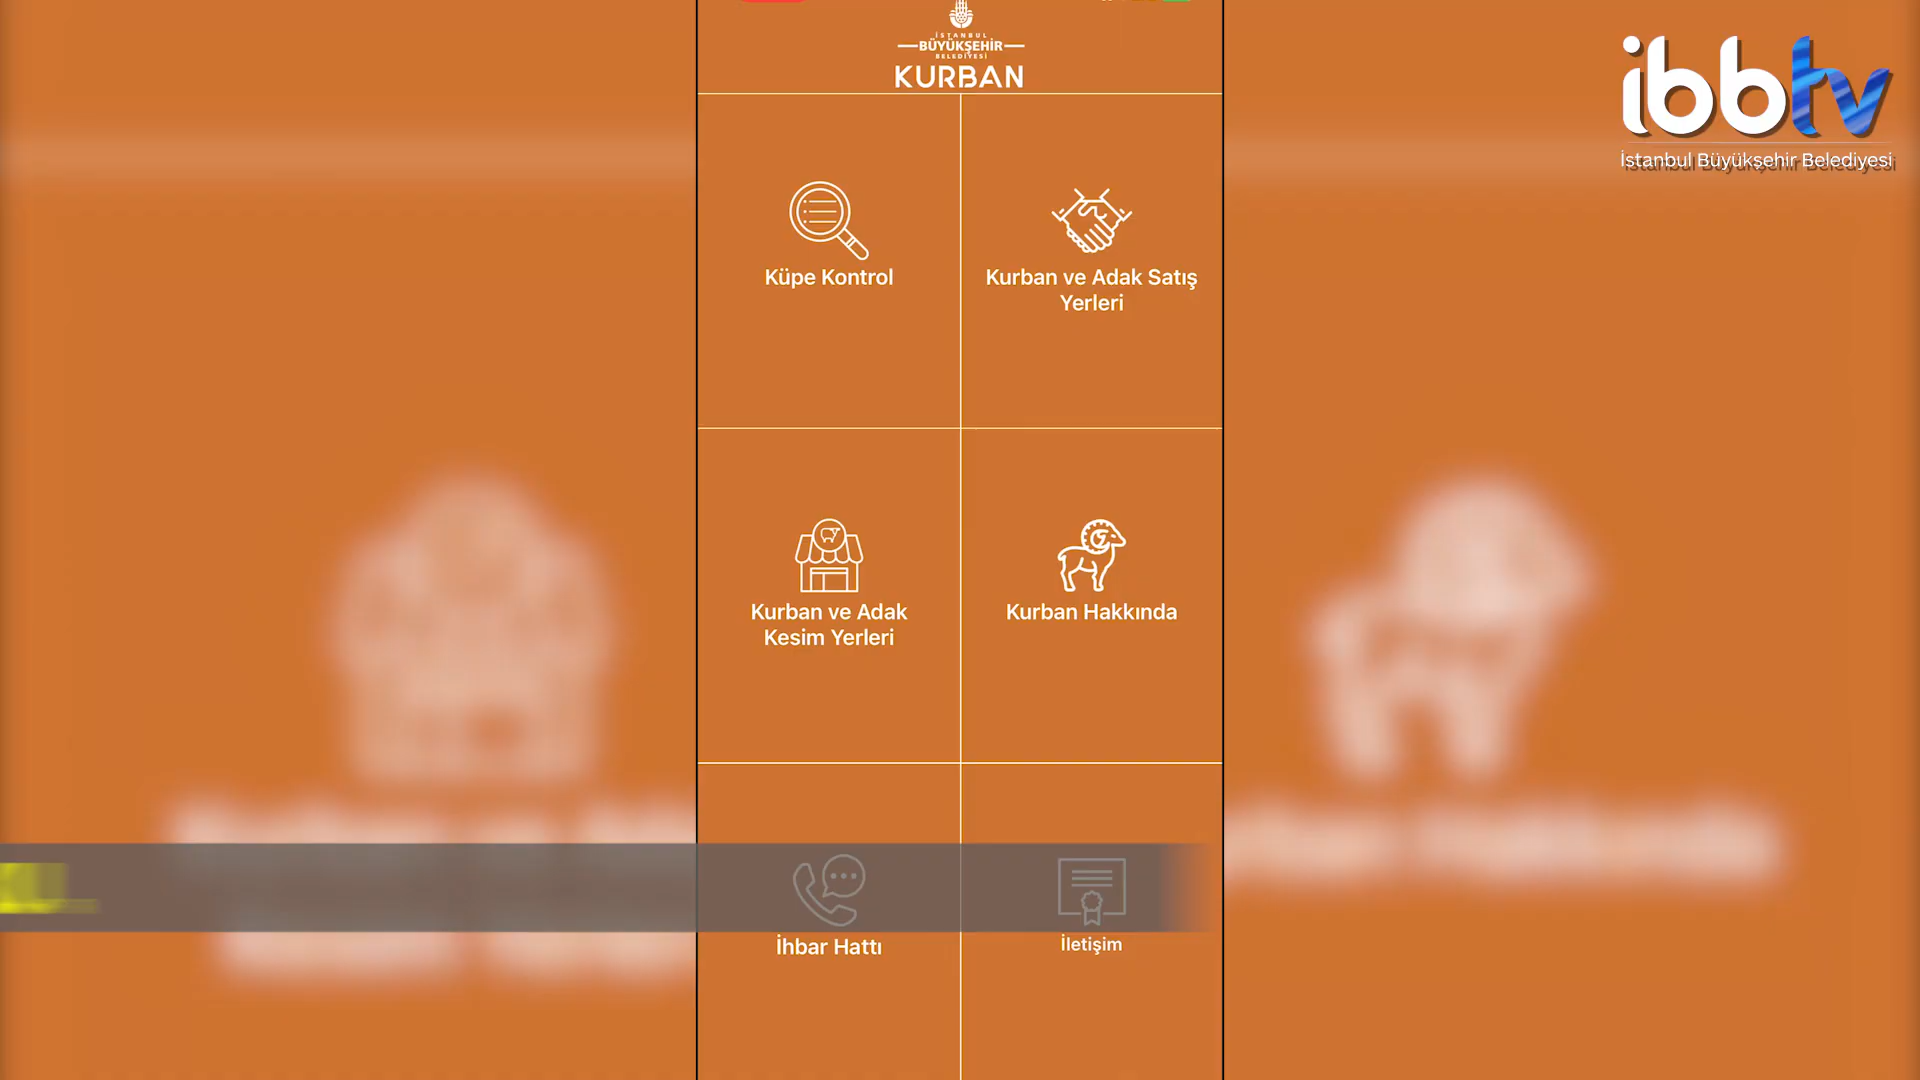 İSTANBUL
BÜYÜKŞEHİR
BELEDİYESİ
KURBAN
ibbtv
İstanbul Büyükşehir Belediyesi
Küpe Kontrol
Kurban ve Adak Satış
Yerleri
Kurban ve Adak
Kesim Yerleri
Kurban Hakkında
İhbar Hattı
İletişim